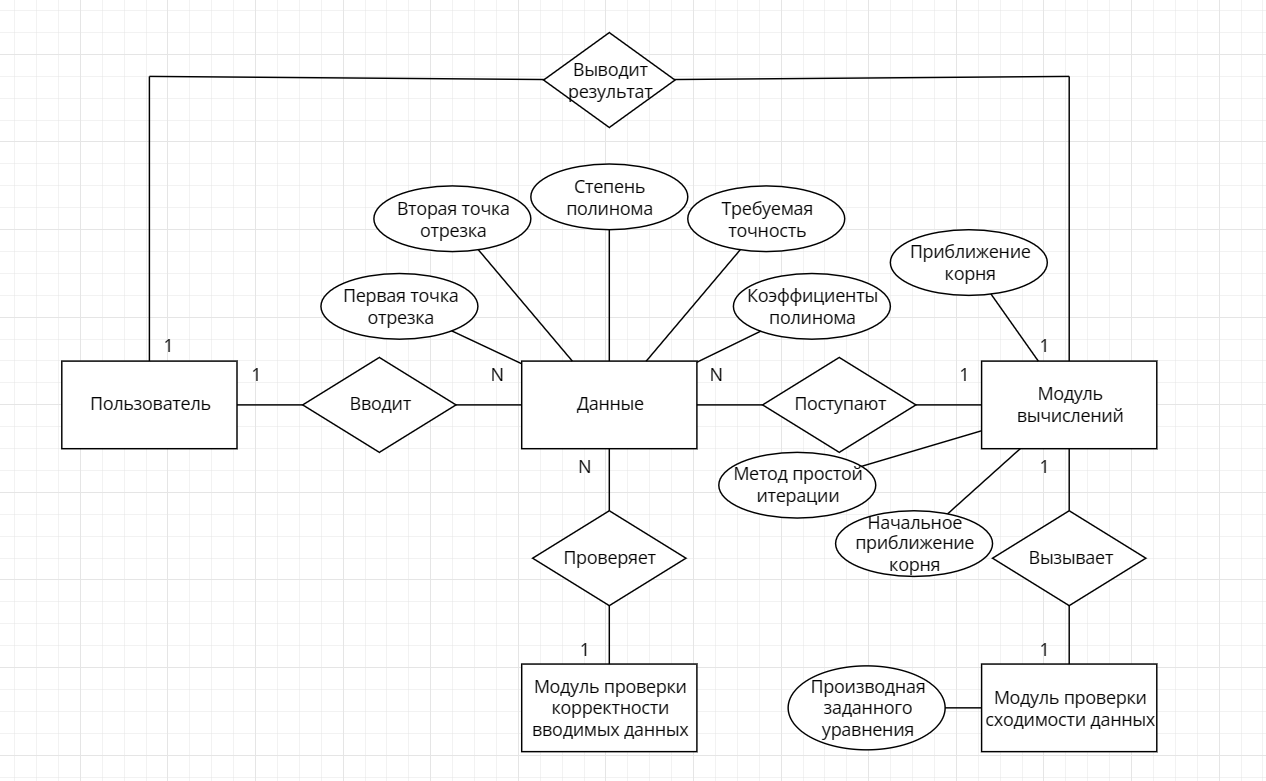 Выводит
результат
Степень
полинома
Вторая точка
отрезка
Требуемая
точность
Приближение
корня
Первая точка
отрезка
Коэффициенты
полинома
1
1
1
N
N
1
Пользователь
Вводит
Данные
Поступают
Модуль
вычислений
N
1
Метод простой
итерации
Начальное
приближение
корня
Проверяет
Вызывает
1
1
Модуль проверки
корректности
вводимых данных
Производная
заданного
уравнения
Модуль проверки
сходимости данных